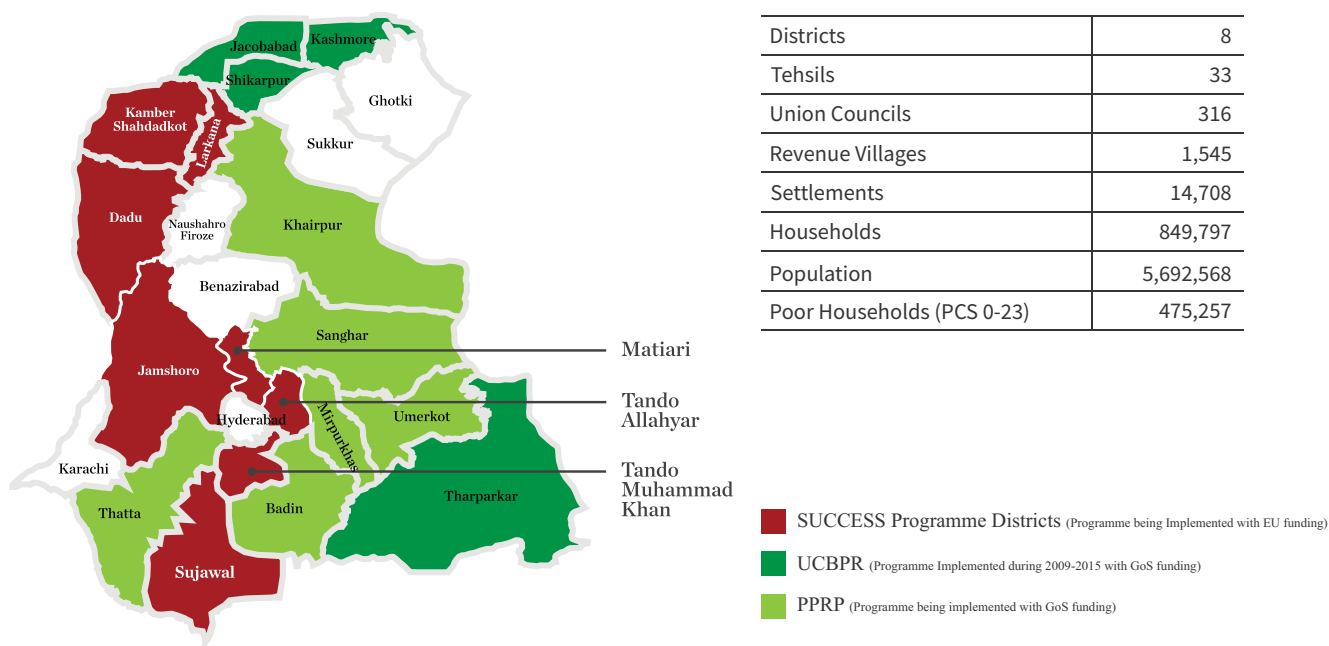 Jacobabad
Kashmore
Shikarpur
Ghotki
Kamber
Shahdadkot
Larkana
Sukkur
Dadu
Naushahro
Firoze
Khairpur
Benazirabad
Sanghar
Matiari
Jamshoro
Tando
Allahyar
Hyderabad
Mirpurkhas
Umerkot
Karachi
Tando
Muhammad
Khan
Thatta
Badin
Tharparkar
Sujawal
Districts 8
Tehsils 33
Union Councils 316
Revenue Villages 1,545
Settlements 14,708
Households 849,797
Population 5,692,568
Poor Households (PCS 0-23) 475,257
SUCCESS Programme Districts (Programme being Implemented with EU funding)
UCBPR (Programme Implemented during 2009-2015 with GoS funding)
PPRP (Programme being implemented with GoS funding)